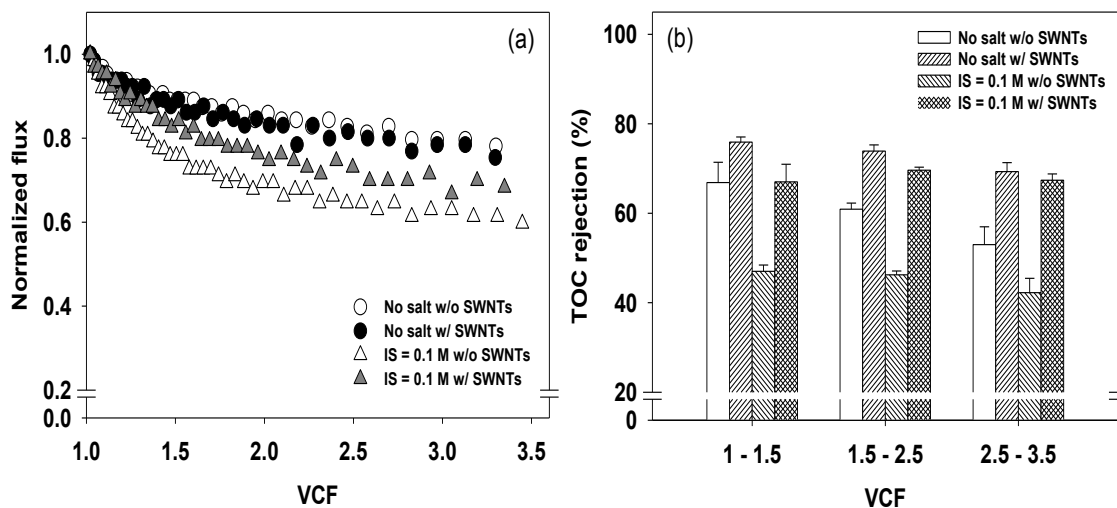 (a)
Normalized flux
1.0
0.8
0.6
0.4
0.2
0.0
No salt w/o SWNTs
No salt w/ SWNTs
IS = 0.1 M w/o SWNTs
IS = 0.1 M w/ SWNTs
1.0 1.5 2.0 2.5 3.0 3.5
VCF
(b)
TOC rejection (%)
100
80
60
40
20
0
No salt w/o SWNTs
No salt w/ SWNTs
IS = 0.1 M w/o SWNTs
IS = 0.1 M w/ SWNTs
1 - 1.5 1.5 - 2.5 2.5 - 3.5
VCF